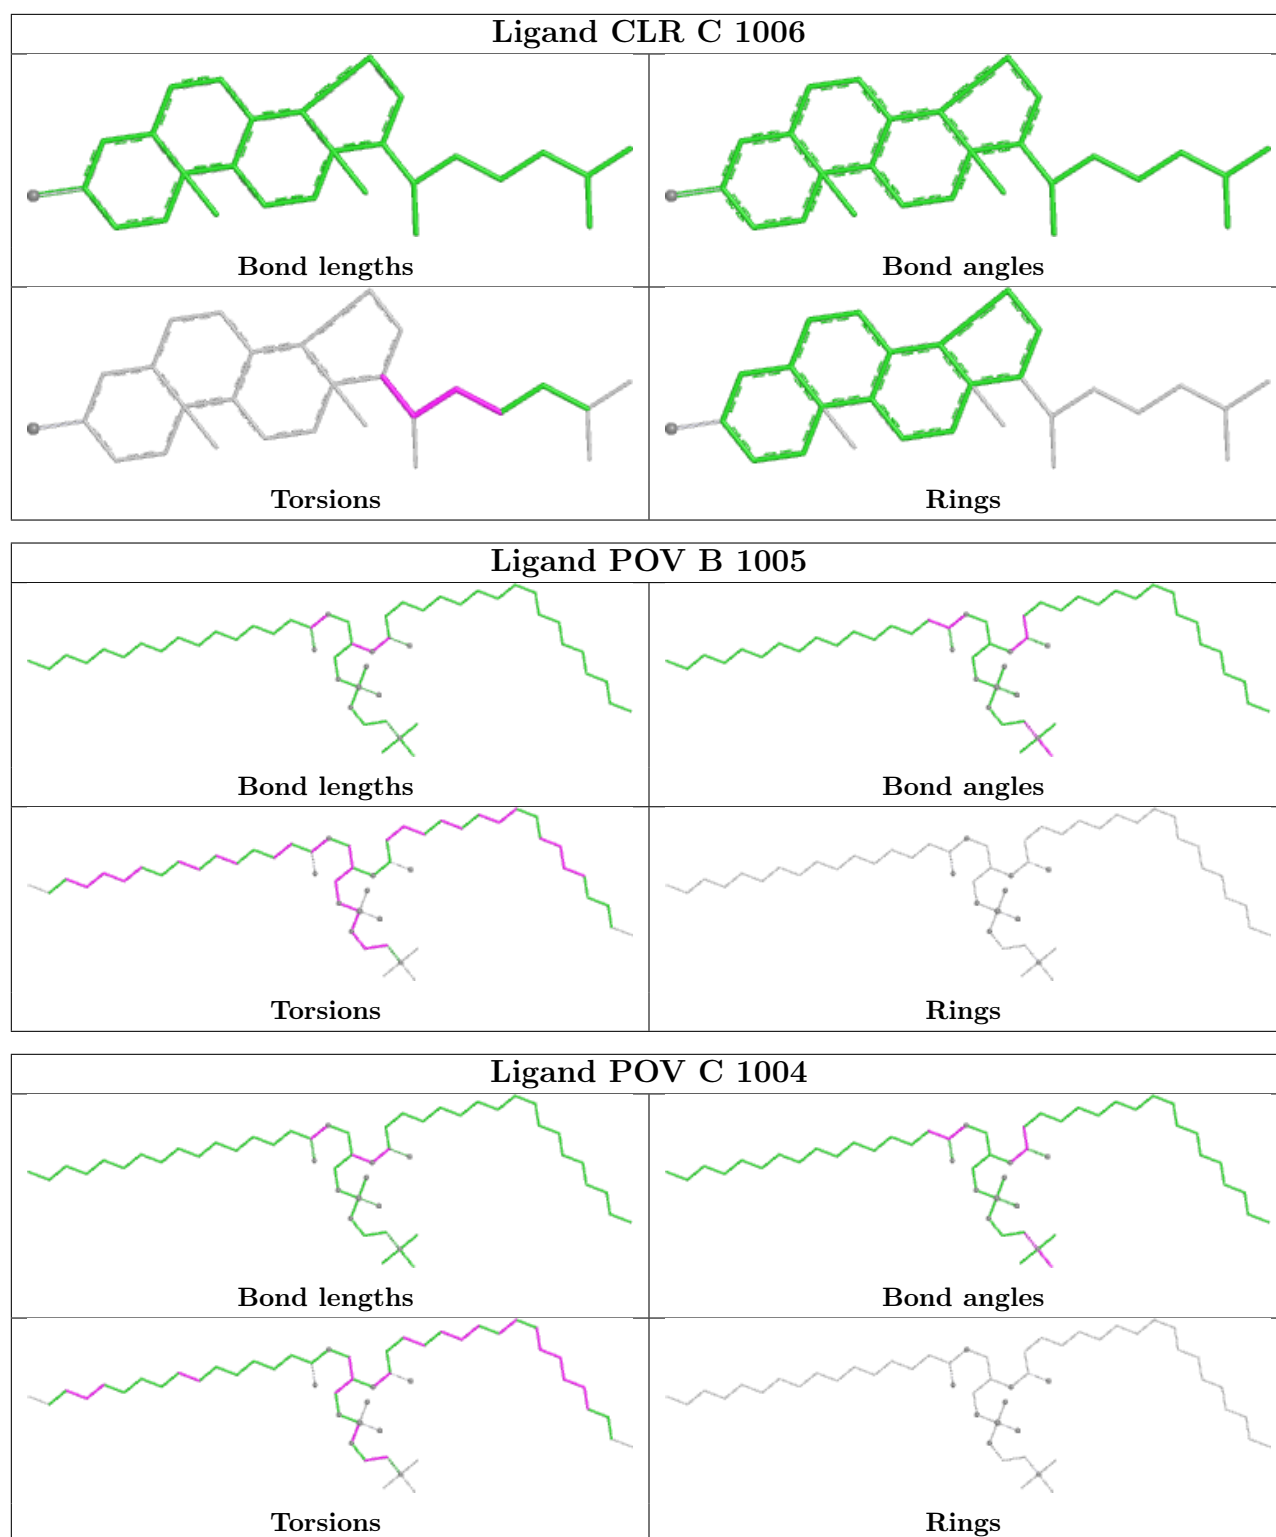 Ligand CLR C 1006
Bond lengths
Bond angles
Torsions
Rings
Ligand POV B 1005
Bond lengths
Bond angles
Torsions
Rings
Ligand POV C 1004
Bond lengths
Bond angles
Torsions
Rings